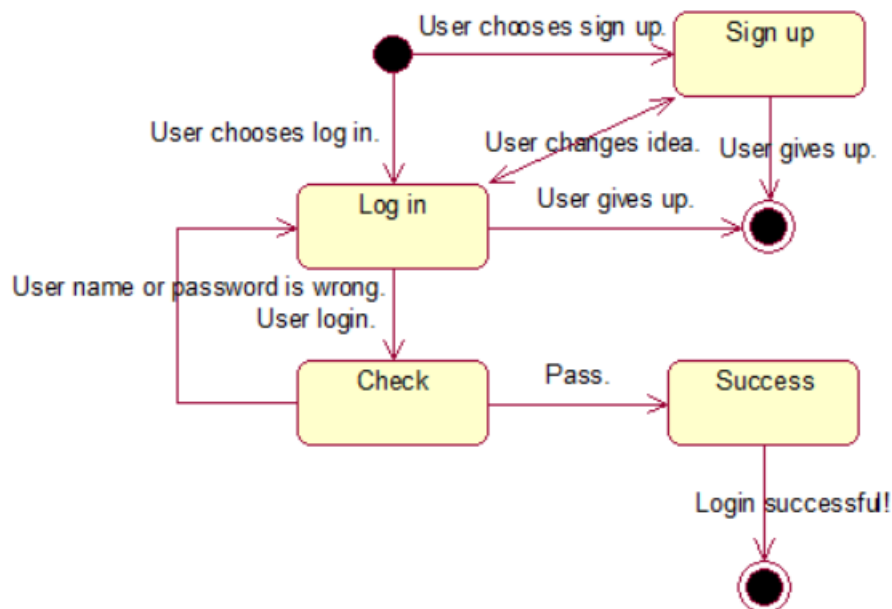 User chooses sign up.
Sign up
User chooses log in.
User changes idea.
User gives up.
Log in
User gives up.
User name or password is wrong.
User login.
Check
Pass.
Success
Login successful!